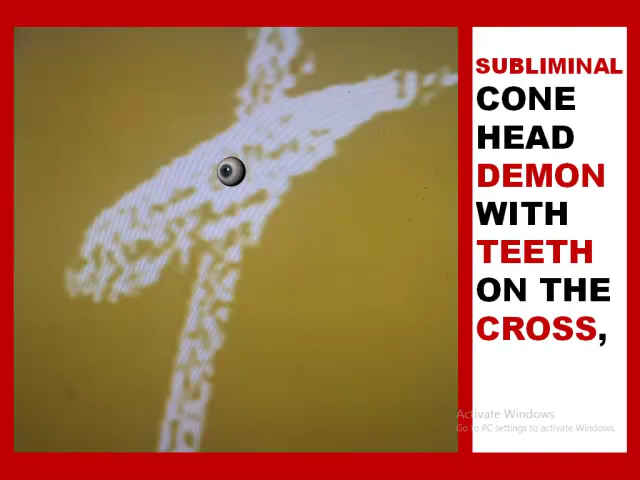 SUBLIMINAL
CONE
HEAD
DEMON
WITH
TEETH
ON THE
CROSS,
Activate Windows
Go to PC settings to activate Windows.